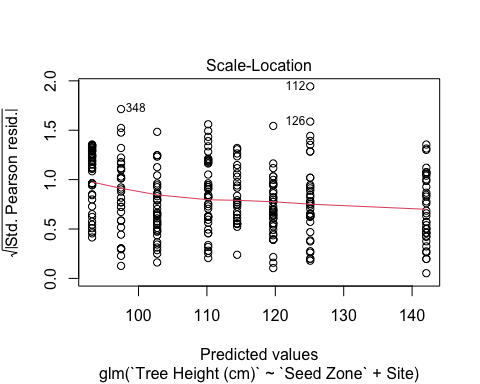 Scale-Location
√|Std. Pearson resid.|
2.0
1.5
1.0
0.5
0.0
112
348
126
100 110 120 130 140
Predicted values
glm(`Tree Height (cm)` ~ `Seed Zone` + Site)